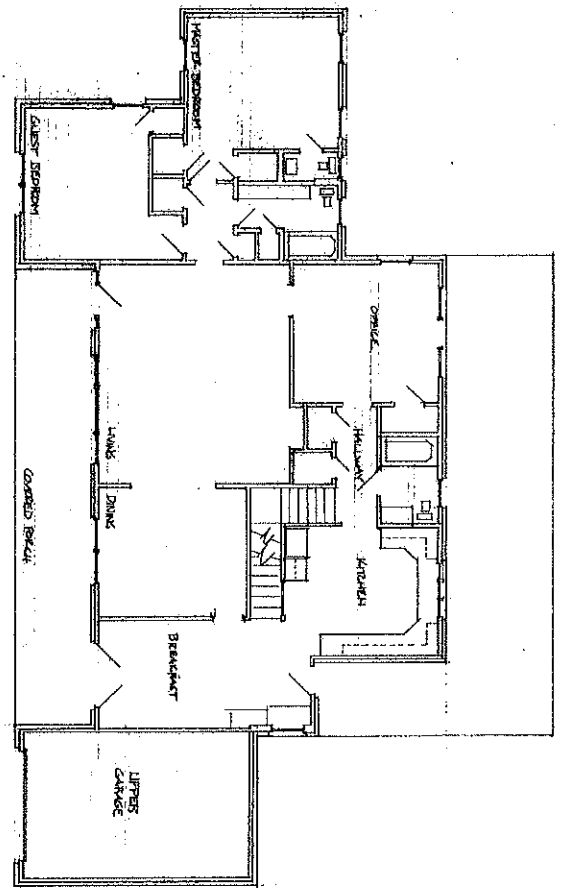 MASTER BEDROOM
GUEST BEDROOM
OFFICE
HALLWAY
LIVING
DINING
KITCHEN
COVERED PORCH
BREAKFAST
UPPER
GARAGE